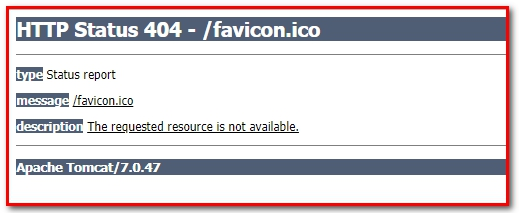 HTTP Status 404 - /favicon.ico
type Status report
message /favicon.ico
description The requested resource is not available.
Apache Tomcat/7.0.47